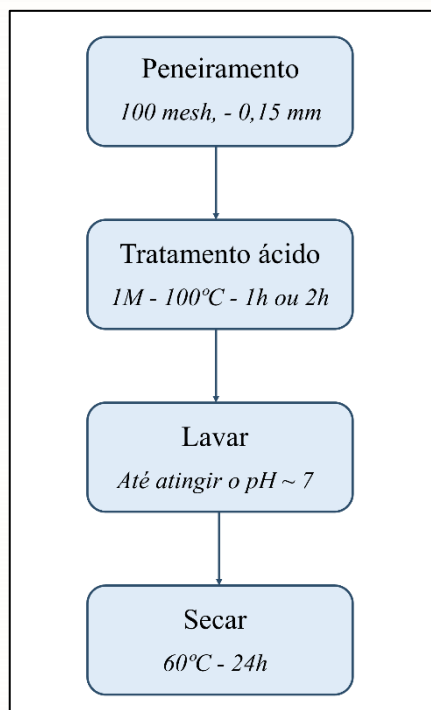 Peneiramento
100 mesh, - 0,15 mm
Tratamento ácido
1M - 100ºC - 1h ou 2h
Lavar
Até atingir o pH ~ 7
Secar
60ºC - 24h